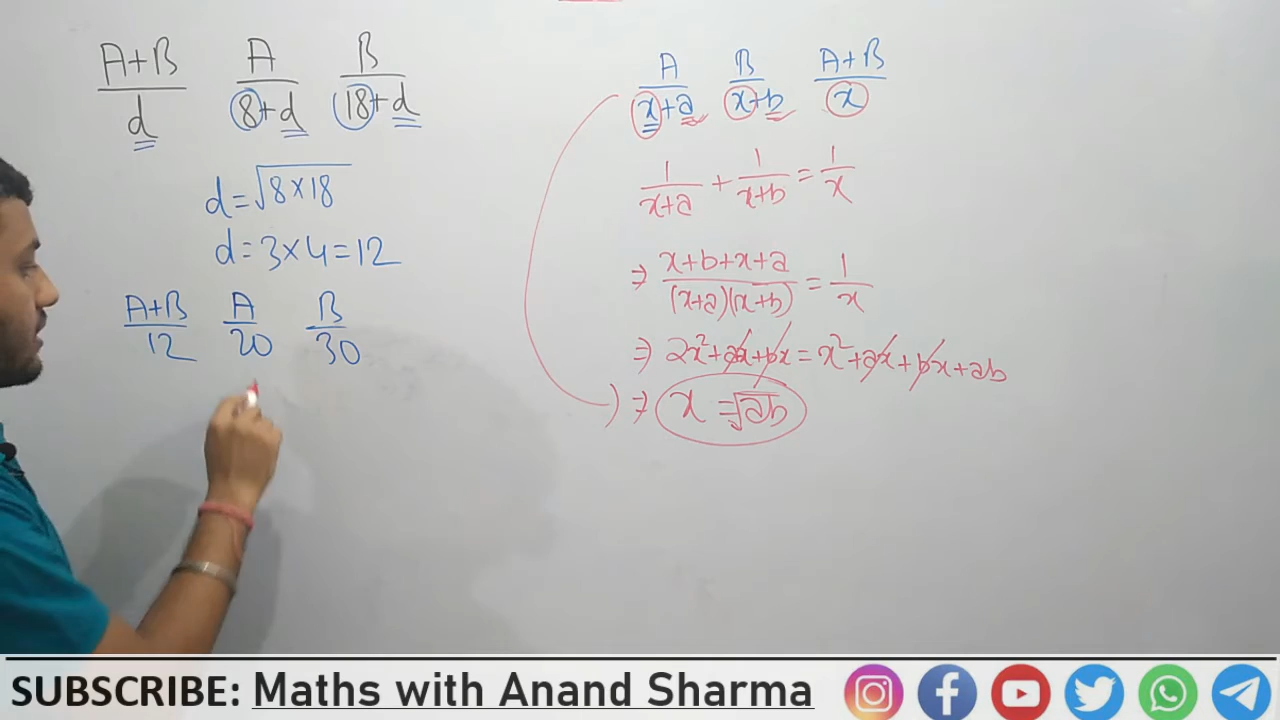 A+B/d A/8+d B/18+d
d=√8×18
d=3×4=12
A+B/12 A/20 B/30
A/x+a B/x+b A+B/x
1/x+a + 1/x+b = 1/x
⇒ x+b+x+a/(x+a)(x+b) = 1/x
⇒ 2x²+ax+bx = x²+ax+bx+ab
⇒ x=√ab
SUBSCRIBE: Maths with Anand Sharma